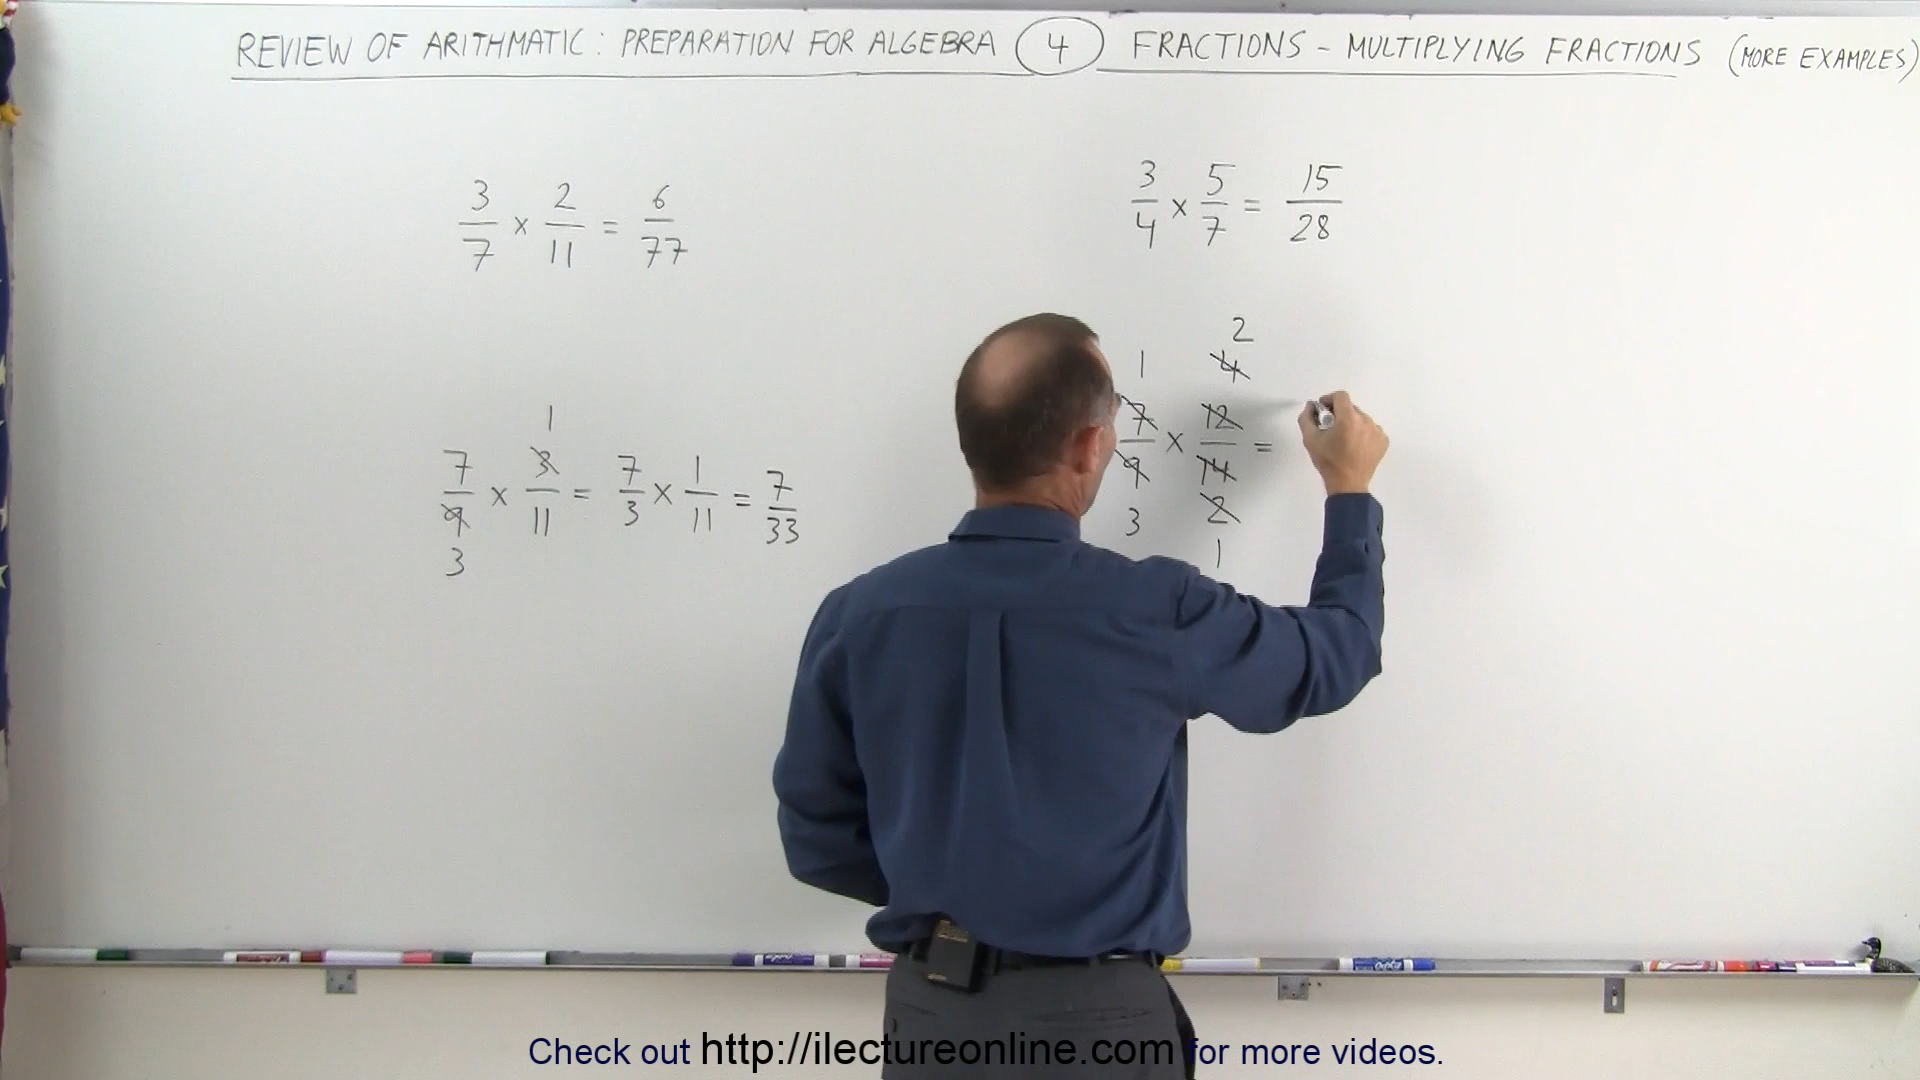 REVIEW OF ARITHMATIC: PREPARATION FOR ALGEBRA (4) FRACTIONS - MULTIPLYING FRACTIONS (MORE EXAMPLES)
3/7 × 2/11 = 6/77
3/4 × 5/7 = 15/28
1
7/9 × 3/11 = 7/3 × 1/11 = 7/33
3
2
1 4
7/9 × 12/14 =
3 2
1
Check out http://ilectureonline.com for more videos.